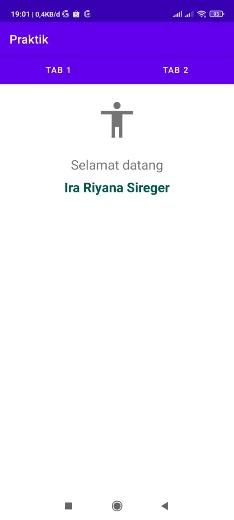 19:01 | 0,4KB/d
Praktik
TAB 1
TAB 2
Selamat datang
Ira Riyana Sireger